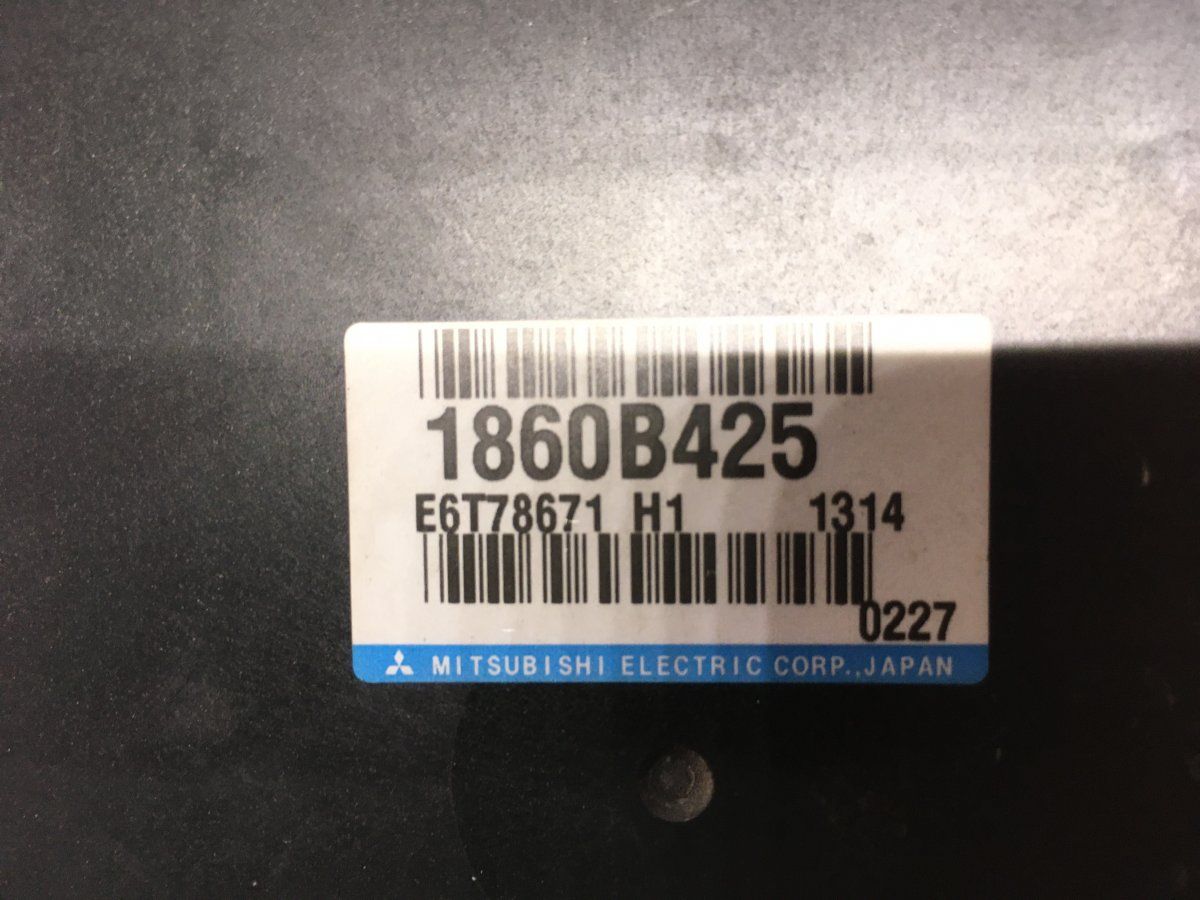 1860B425
E6T78671 H1 1314
0227
MITSUBISHI ELECTRIC CORP.,JAPAN